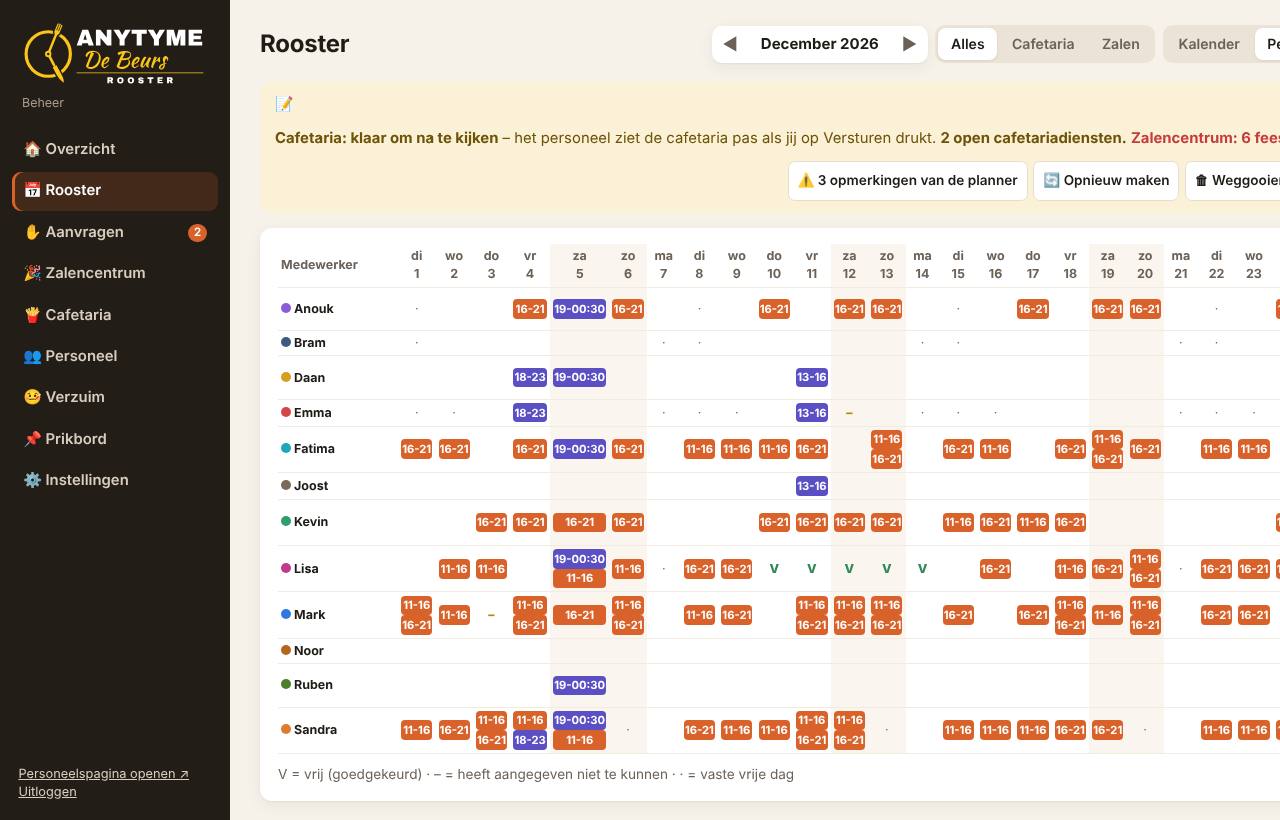 ANYTYME
De Beurs
ROOSTER
Beheer
Overzicht
Rooster
Aanvragen 2
Zalencentrum
Cafetaria
Personeel
Verzuim
Prikbord
Instellingen
Personeelspagina openen ↗
Uitloggen
Rooster
◀ December 2026 ▶ Alles Cafetaria Zalen Kalender Pe
Cafetaria: klaar om na te kijken – het personeel ziet de cafetaria pas als jij op Versturen drukt. 2 open cafetariadiensten. Zalencentrum: 6 fees
3 opmerkingen van de planner Opnieuw maken Weggooie
Medewerker di 1 wo 2 do 3 vr 4 za 5 zo 6 ma 7 di 8 wo 9 do 10 vr 11 za 12 zo 13 ma 14 di 15 wo 16 do 17 vr 18 za 19 zo 20 ma 21 di 22 wo 23
Anouk · 16-21 19-00:30 16-21 · 16-21 16-21 16-21 · 16-21 16-21 16-21 ·
Bram · · · · · · ·
Daan 18-23 19-00:30 13-16
Emma · · 18-23 · · · 13-16 – · · · · · ·
Fatima 16-21 16-21 16-21 19-00:30 16-21 11-16 11-16 11-16 16-21 11-16 16-21 16-21 11-16 16-21 11-16 16-21 16-21 11-16 11-16
Joost 13-16
Kevin 16-21 16-21 16-21 16-21 16-21 16-21 16-21 16-21 11-16 16-21 11-16 16-21
Lisa 11-16 11-16 19-00:30 11-16 11-16 · 16-21 16-21 V V V V V 16-21 11-16 16-21 11-16 16-21 · 16-21 16-21
Mark 11-16 16-21 11-16 – 11-16 16-21 16-21 11-16 16-21 11-16 16-21 11-16 16-21 11-16 16-21 11-16 16-21 16-21 16-21 11-16 16-21 11-16 11-16 16-21 16-21 16-21
Noor
Ruben 19-00:30
Sandra 11-16 16-21 11-16 16-21 11-16 18-23 19-00:30 11-16 · 16-21 11-16 11-16 11-16 16-21 11-16 16-21 · 11-16 11-16 11-16 16-21 16-21 · 11-16 11-16
V = vrij (goedgekeurd) · – = heeft aangegeven niet te kunnen · · = vaste vrije dag